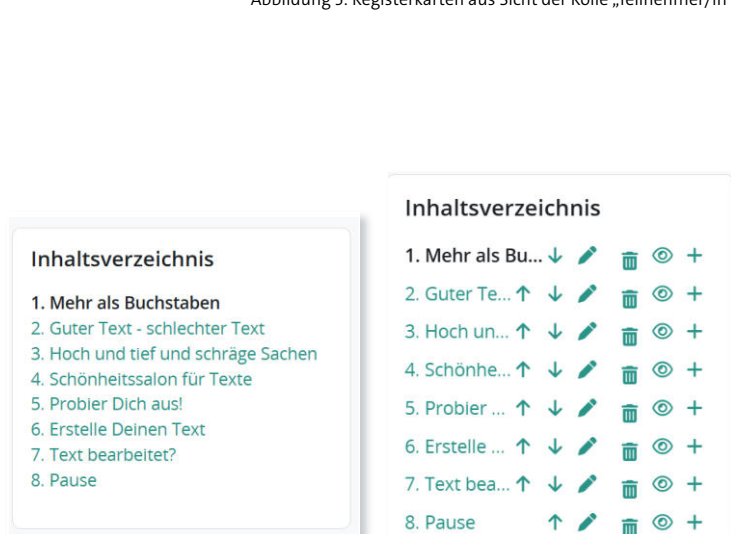 Abbildung 5: Registerkarten aus Sicht der Rolle „Teilnehmer/in
Inhaltsverzeichnis
1. Mehr als Buchstaben
2. Guter Text - schlechter Text
3. Hoch und tief und schräge Sachen
4. Schönheitssalon für Texte
5. Probier Dich aus!
6. Erstelle Deinen Text
7. Text bearbeitet?
8. Pause
Inhaltsverzeichnis
1. Mehr als Bu...
2. Guter Te...
3. Hoch un...
4. Schönhe...
5. Probier ...
6. Erstelle ...
7. Text bea...
8. Pause